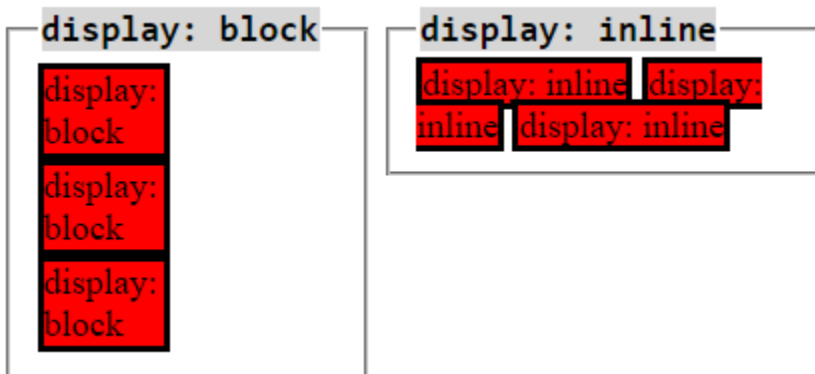 display: block
display:
block
display:
block
display:
block
display: inline
display: inline display:
inline display: inline